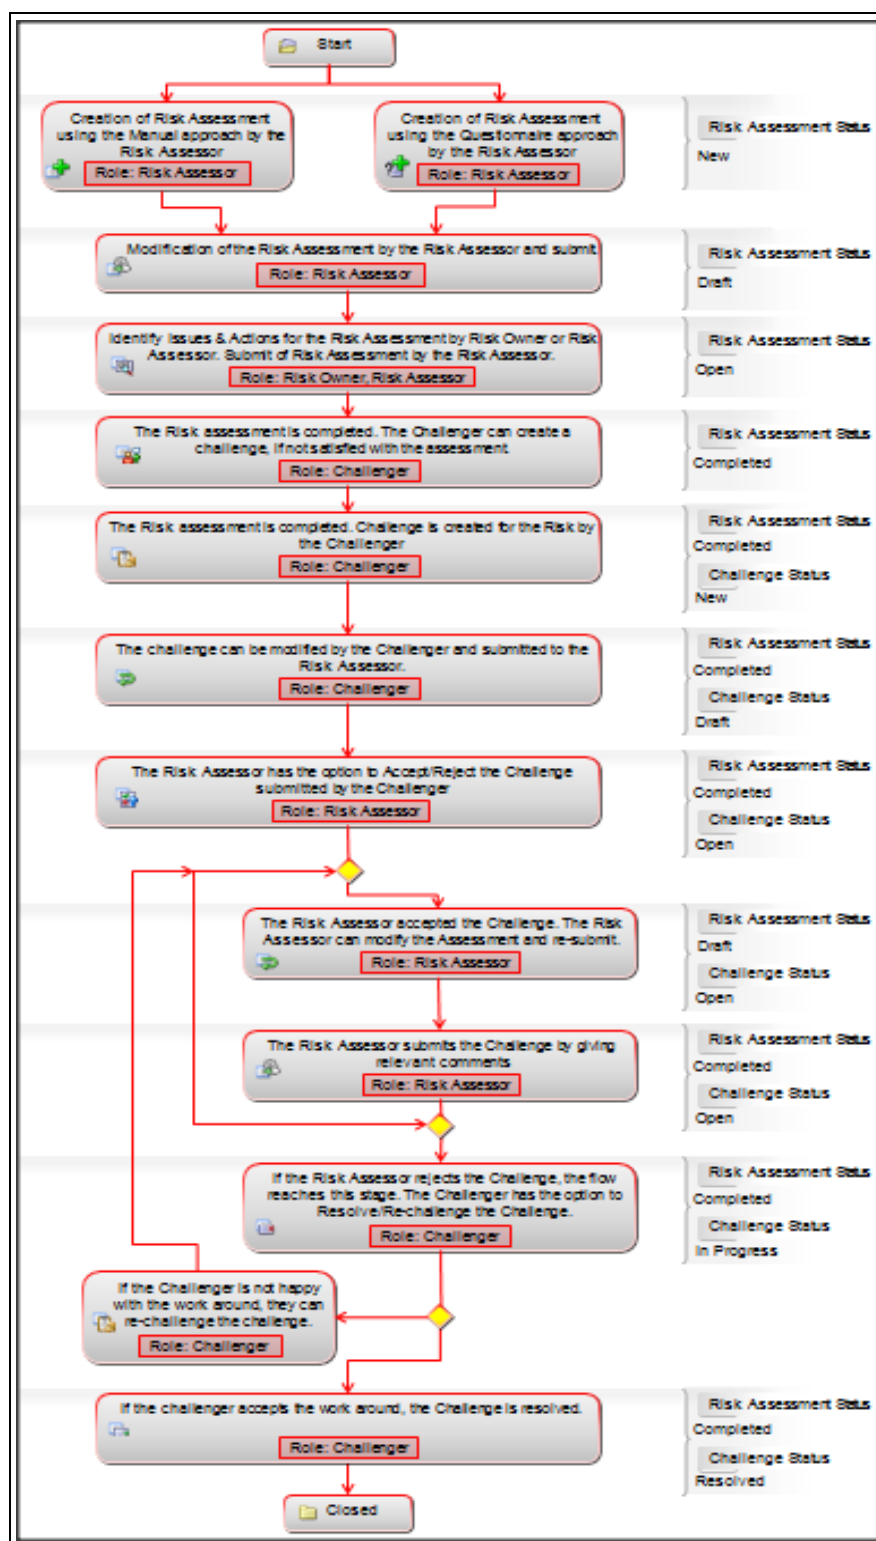 Start
Creation of Risk Assessment
using the Manual approach by the
Risk Assessor
Role: Risk Assessor
Creation of Risk Assessment
using the Questionnaire approach
by the Risk Assessor
Role: Risk Assessor
Risk Assessment Status
New
Modification of the Risk Assessment by the Risk Assessor and submit.
Role: Risk Assessor
Risk Assessment Status
Draft
Identify Issues & Actions for the Risk Assessment by Risk Owner or Risk
Assessor. Submit of Risk Assessment by the Risk Assessor.
Role: Risk Owner, Risk Assessor
Risk Assessment Status
Open
The Risk assessment is completed. The Challenger can create a
challenge, if not satisfied with the assessment.
Role: Challenger
Risk Assessment Status
Completed
The Risk assessment is completed. Challenge is created for the Risk by
the Challenger
Role: Challenger
Risk Assessment Status
Completed
Challenge Status
New
The challenge can be modified by the Challenger and submitted to the
Risk Assessor.
Role: Challenger
Risk Assessment Status
Completed
Challenge Status
Draft
The Risk Assessor has the option to Accept/Reject the Challenge
submitted by the Challenger
Role: Risk Assessor
Risk Assessment Status
Completed
Challenge Status
Open
The Risk Assessor accepted the Challenge. The Risk
Assessor can modify the Assessment and re-submit.
Role: Risk Assessor
Risk Assessment Status
Draft
Challenge Status
Open
The Risk Assessor submits the Challenge by giving
relevant comments
Role: Risk Assessor
Risk Assessment Status
Completed
Challenge Status
Open
If the Risk Assessor rejects the Challenge, the flow
reaches this stage. The Challenger has the option to
Resolve/Re-challenge the Challenge.
Role: Challenger
Risk Assessment Status
Completed
Challenge Status
In Progress
If the Challenger is not happy
with the work around, they can
re-challenge the challenge.
Role: Challenger
If the challenger accepts the work around, the Challenge is resolved.
Role: Challenger
Risk Assessment Status
Completed
Challenge Status
Resolved
Closed